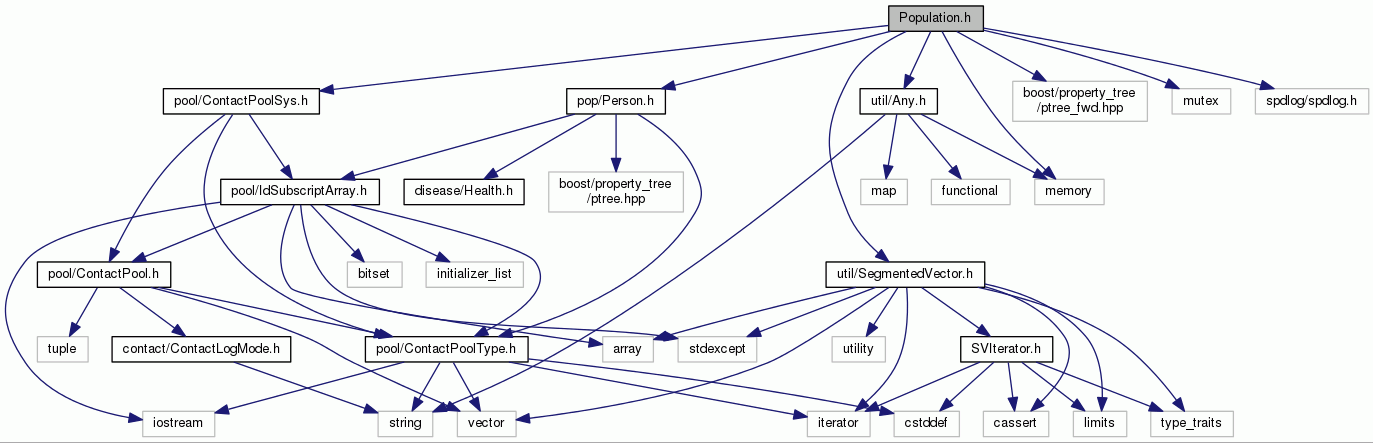 Population.h
pool/ContactPoolSys.h
pop/Person.h
util/Any.h
boost/property_tree
/ptree_fwd.hpp
mutex
spdlog/spdlog.h
pool/IdSubscriptArray.h
disease/Health.h
boost/property_tree
/ptree.hpp
map
functional
memory
pool/ContactPool.h
bitset
initializer_list
util/SegmentedVector.h
tuple
contact/ContactLogMode.h
pool/ContactPoolType.h
array
stdexcept
utility
SVIterator.h
iostream
string
vector
iterator
cstddef
cassert
limits
type_traits